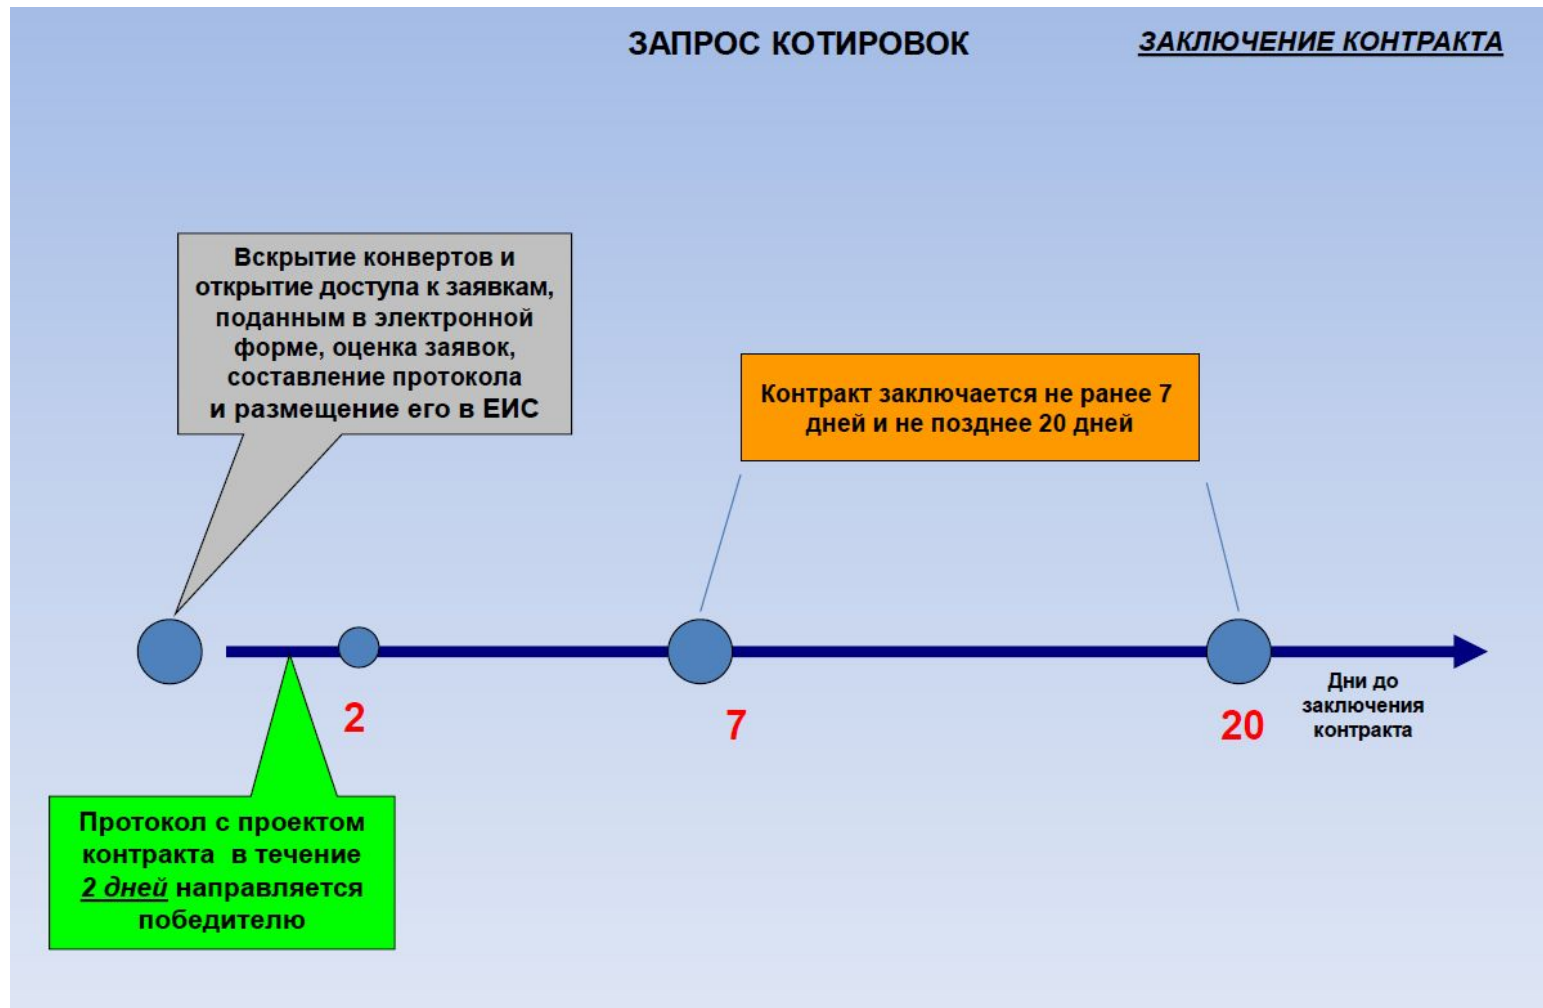 ЗАПРОС КОТИРОВОК
ЗАКЛЮЧЕНИЕ КОНТРАКТА
Вскрытие конвертов и
открытие доступа к заявкам,
поданным в электронной
форме, оценка заявок,
составление протокола
и размещение его в ЕИС
Контракт заключается не ранее 7
дней и не позднее 20 дней
2
7
20
Дни до
заключения
контракта
Протокол с проектом
контракта в течение
2 дней направляется
победителю